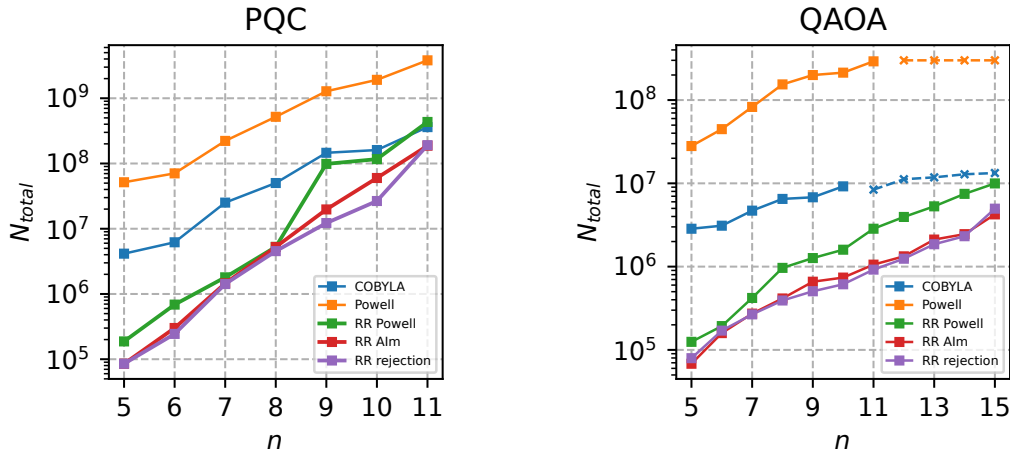 PQC
N_total
10^9
10^8
10^7
10^6
10^5
5 6 7 8 9 10 11
n
COBYLA
Powell
RR Powell
RR Alm
RR rejection
QAOA
N_total
10^8
10^7
10^6
10^5
5 7 9 11 13 15
n
COBYLA
Powell
RR Powell
RR Alm
RR rejection